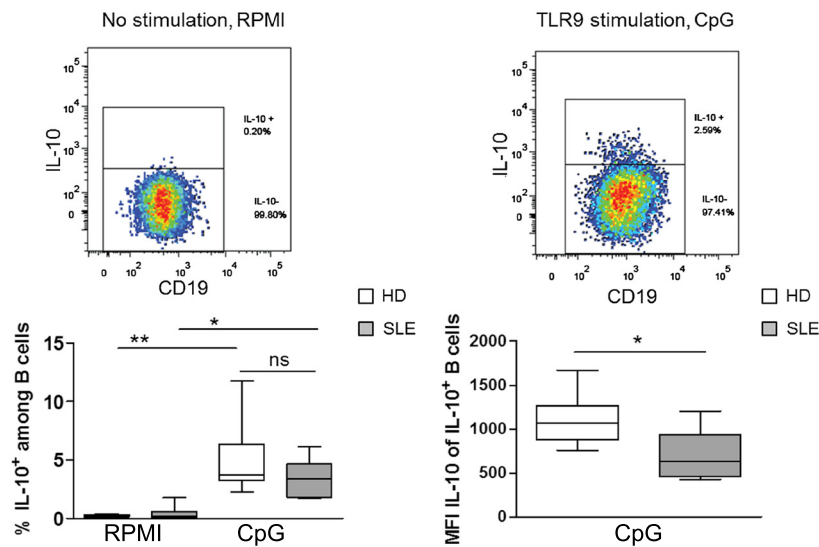 No stimulation, RPMI
TLR9 stimulation, CpG
IL-10
10⁵
10⁴
10³
10²
0
IL-10 +
0.20%
IL-10-
99.80%
0 10² 10³ 10⁴ 10⁵
CD19
IL-10
10⁵
10⁴
10³
10²
0
IL-10 +
2.59%
IL-10-
97.41%
0 10² 10³ 10⁴ 10⁵
CD19
HD
SLE
HD
SLE
% IL-10⁺ among B cells
15
10
5
0
**
*
ns
RPMI CpG
MFI IL-10 of IL-10⁺ B cells
2000
1500
1000
500
0
*
CpG